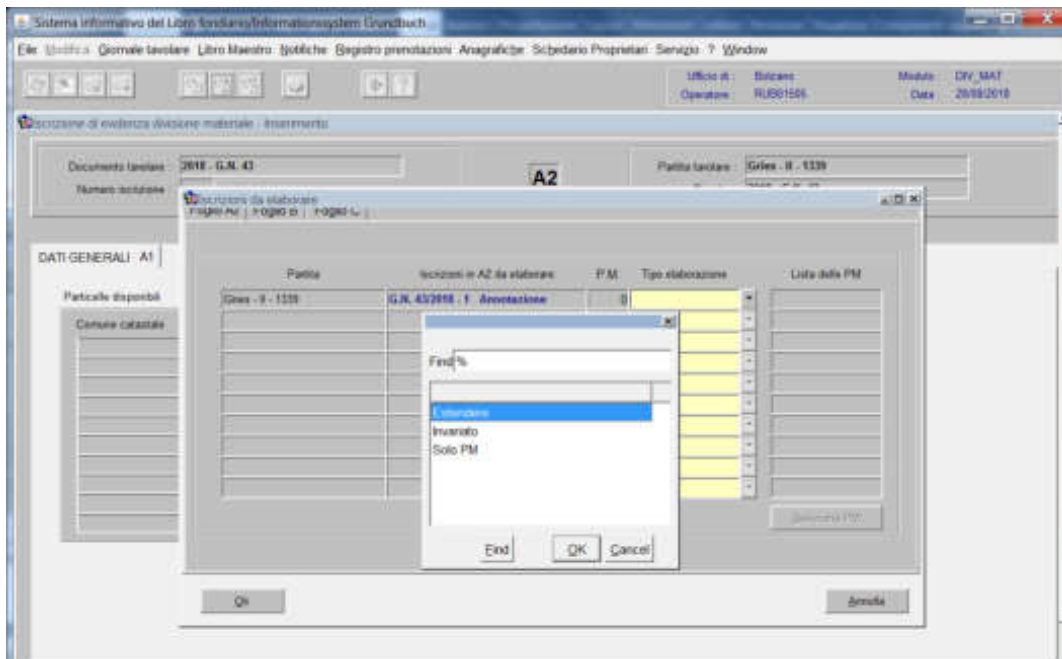 Sistema informativo del Libro fondiario/Informationssystem Grundbuch
File Modifica Giornale tavolare Libro Maestro Notifiche Registro prenotazioni Anagrafiche Schedario Proprietari Servizio ? Window
Ufficio di : Bolzano Modulo : DIV_MAT
Operatore : Data : 28/08/2018
Iscrizione di evidenza divisione materiale - Inserimento
Documento tavolare 2018 - G.N. 43 A2 Partita tavolare Gries - II - 1339
Numero iscrizione
Iscrizioni da elaborare
Foglio A2 Foglio B Foglio C
DATI GENERALI A1
Partita Iscrizioni in A2 da elaborare P.M. Tipo elaborazione Lista delle PM
Particelle disponibili
Gries - II - 1339 G.N. 43/2018 - 1 Annotazione 0
Comune catastale
Find %
Estendere
Invariato
Solo PM
Seleziona PM
Find OK Cancel
Ok Annulla